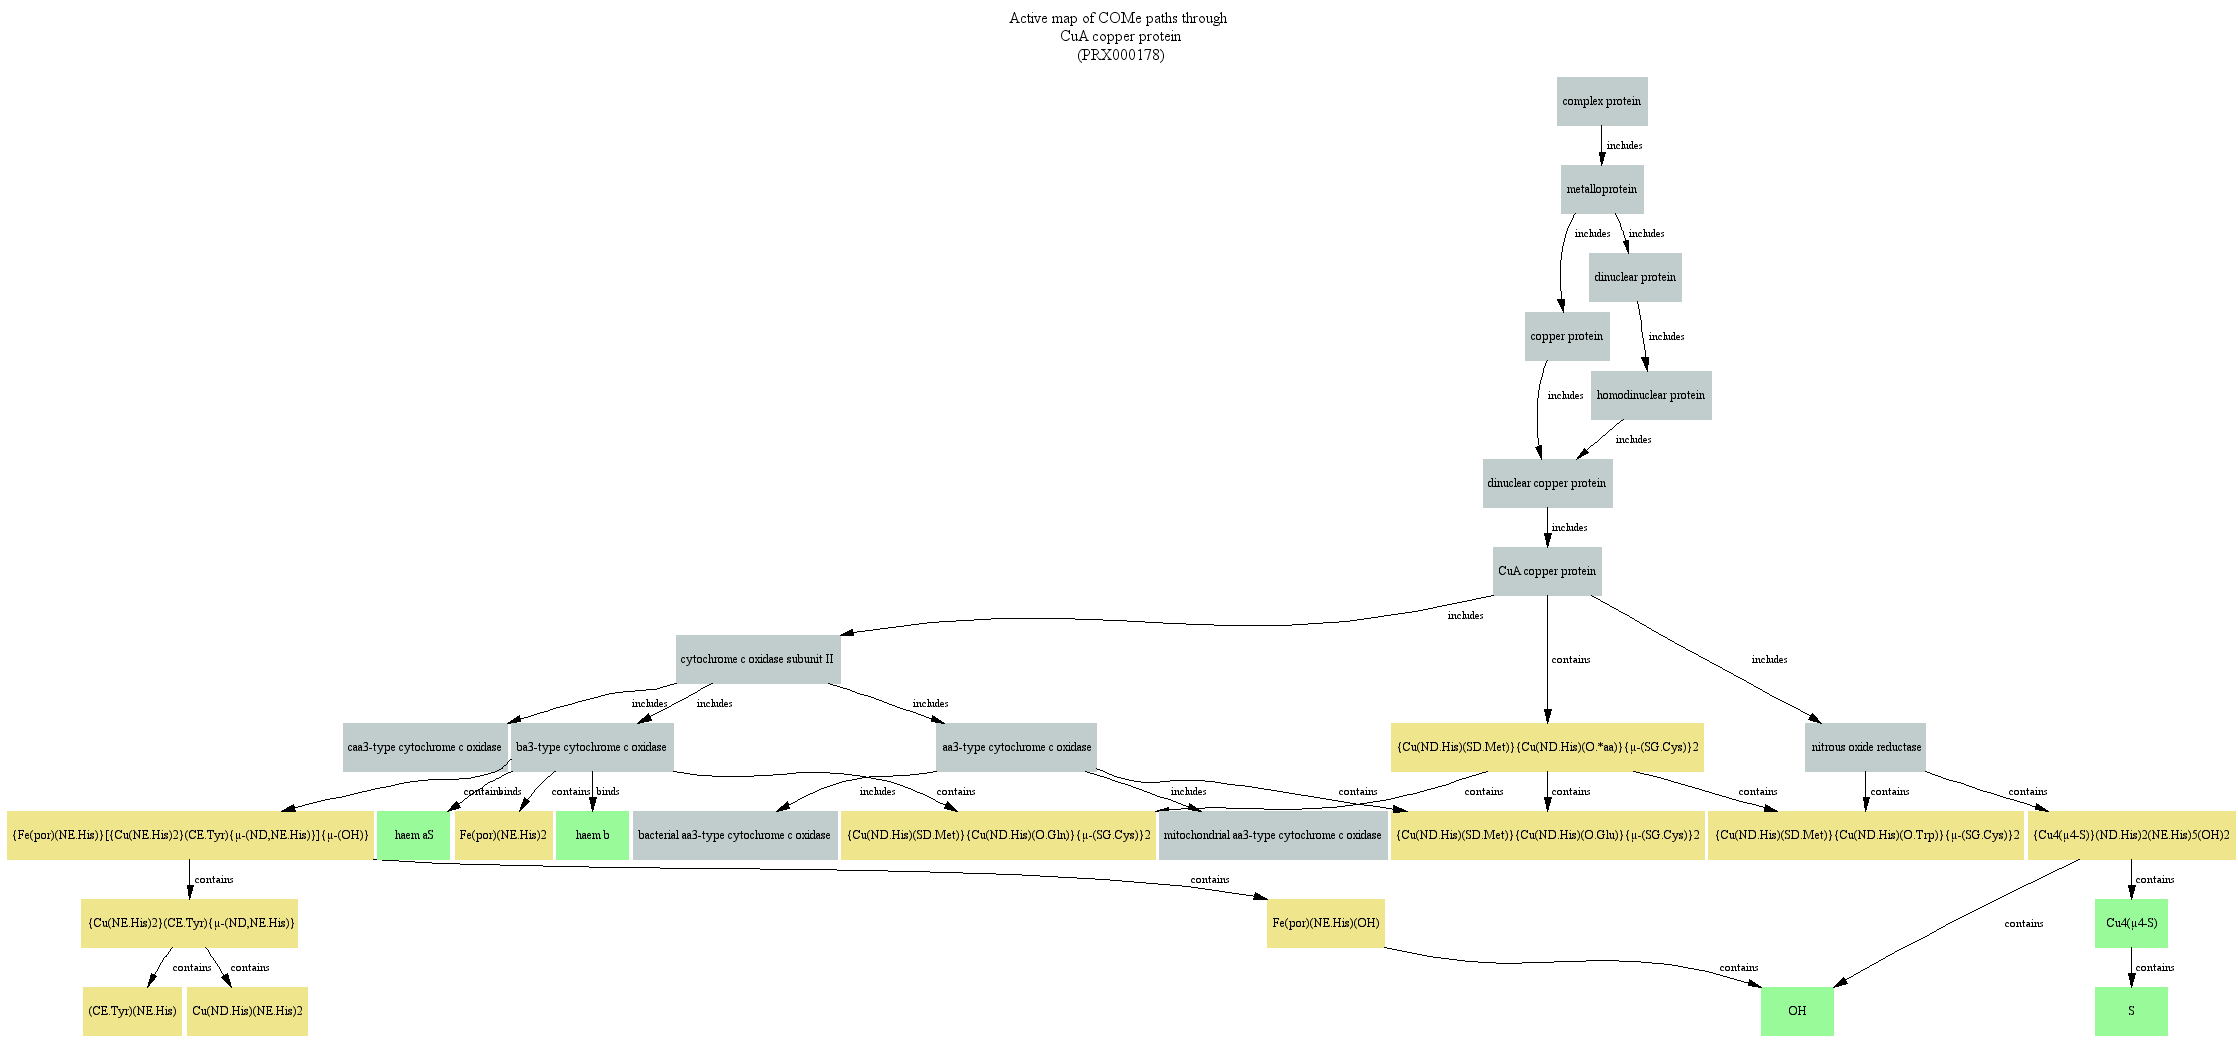 Active map of COMe paths through
CuA copper protein
(PRX000178)
complex protein
includes
metalloprotein
includes
includes
dinuclear protein
copper protein
includes
includes
homodinuclear protein
includes
dinuclear copper protein
includes
CuA copper protein
includes
cytochrome c oxidase subunit II
contains
includes
includes
includes
includes
caa3-type cytochrome c oxidase
ba3-type cytochrome c oxidase
aa3-type cytochrome c oxidase
{Cu(ND.His)(SD.Met)}{Cu(ND.His)(O.*aa)}{μ-(SG.Cys)}2
nitrous oxide reductase
contains
binds
contains
binds
includes
contains
includes
contains
contains
contains
contains
contains
contains
{Fe(por)(NE.His)}[{Cu(NE.His)2}(CE.Tyr){μ-(ND,NE.His)}]{μ-(OH)}
haem aS
Fe(por)(NE.His)2
haem b
bacterial aa3-type cytochrome c oxidase
{Cu(ND.His)(SD.Met)}{Cu(ND.His)(O.Gln)}{μ-(SG.Cys)}2
mitochondrial aa3-type cytochrome c oxidase
{Cu(ND.His)(SD.Met)}{Cu(ND.His)(O.Glu)}{μ-(SG.Cys)}2
{Cu(ND.His)(SD.Met)}{Cu(ND.His)(O.Trp)}{μ-(SG.Cys)}2
{Cu4(μ4-S)}(ND.His)2(NE.His)5(OH)2
contains
contains
contains
{Cu(NE.His)2}(CE.Tyr){μ-(ND,NE.His)}
Fe(por)(NE.His)(OH)
contains
Cu4(μ4-S)
contains
contains
contains
contains
(CE.Tyr)(NE.His)
Cu(ND.His)(NE.His)2
OH
S